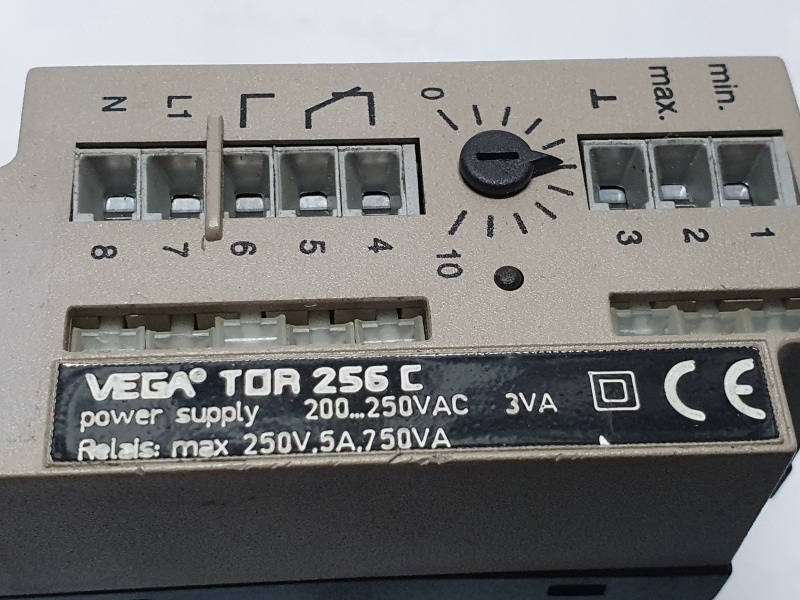 N L1 0 ⊥ max. min.
8 7 6 5 4 10 3 2 1
VEGA® TOR 256 C
power supply 200...250VAC 3VA CE
Relais: max 250V,5A,750VA